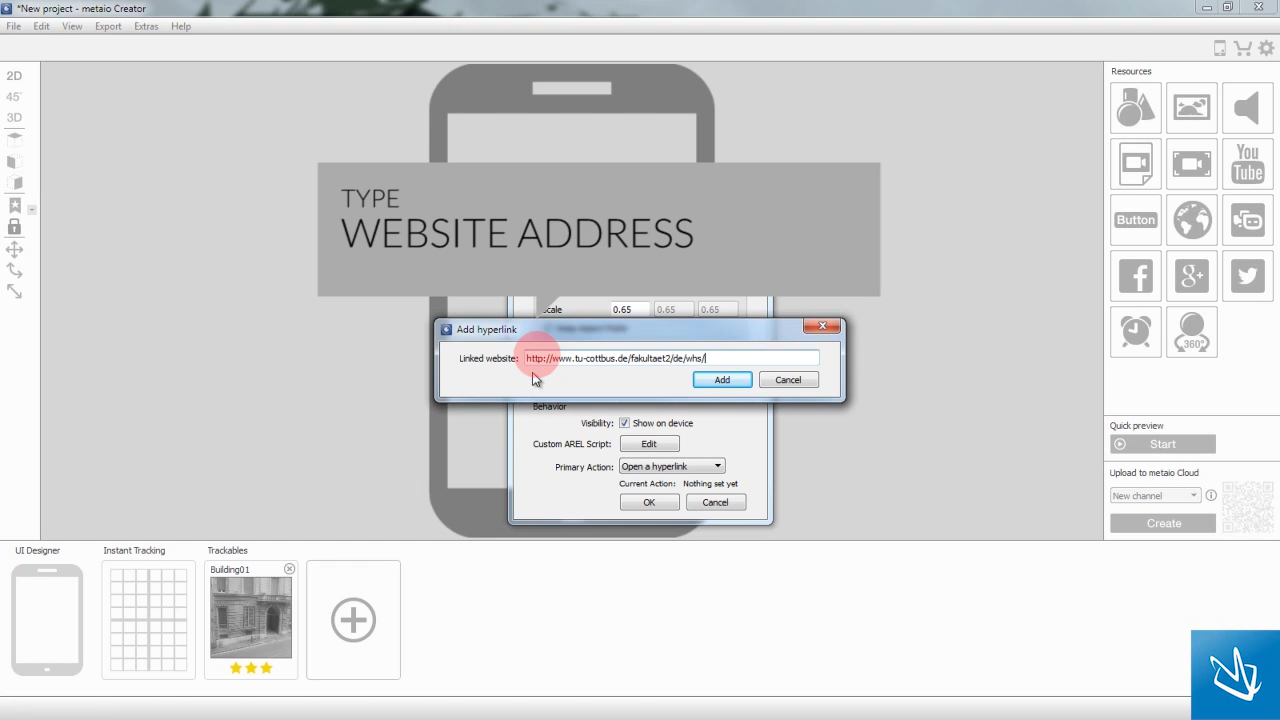 *New project - metaio Creator
File Edit View Export Extras Help
2D
45°
3D
TYPE
WEBSITE ADDRESS
Scale 0.65 0.65 0.65
Add hyperlink
Linked website: http://www.tu-cottbus.de/fakultaet2/de/whs/
Add Cancel
Behavior
Visibility: Show on device
Custom AREL Script: Edit
Primary Action: Open a hyperlink
Current Action: Nothing set yet
OK Cancel
Resources
You
Tube
Button
g+
360°
Quick preview
Start
Upload to metaio Cloud
New channel
Create
UI Designer Instant Tracking Trackables
Building01